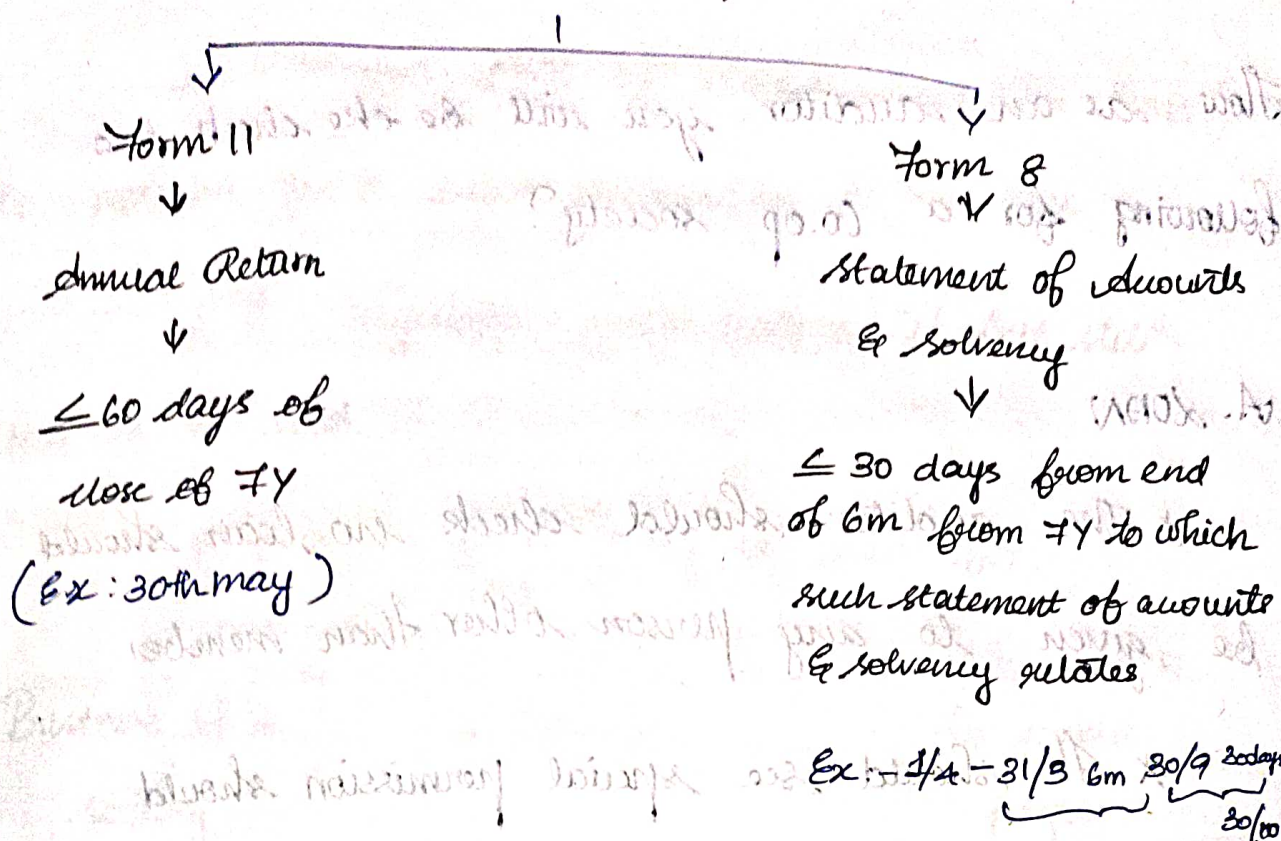 Form 11
Annual Return
≤ 60 days of
close of FY
(Ex : 30th may)
Form 8
Statement of Accounts
& solvency
≤ 30 days from end
of 6m from FY to which
such statement of accounts
& solvency relates
Ex :- 1/4 - 31/3 6m 30/9 30days